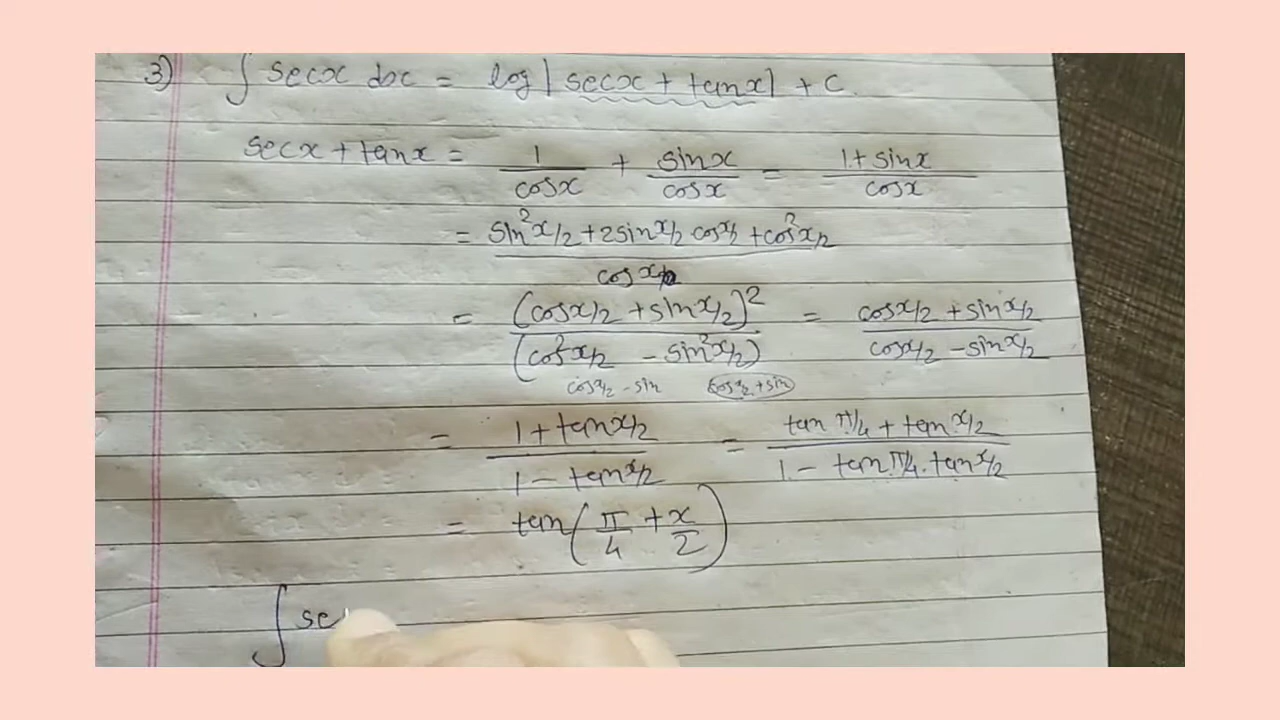 3) ∫ secx dx = log|secx + tanx| + C.
secx + tanx = 1/cosx + sinx/cosx = 1 + sinx/cosx
= sin²x/2 + 2sinx/2 cosx/2 + cos²x/2 / cosx
= (cosx/2 + sinx/2)² / (cos²x/2 - sin²x/2) = cosx/2 + sinx/2 / cosx/2 - sinx/2
cosx/2 - sin cosx/2 + sin
= 1 + tanx/2 / 1 - tanx/2 = tan π/4 + tanx/2 / 1 - tanπ/4 . tanx/2
= tan(π/4 + x/2)
∫ se